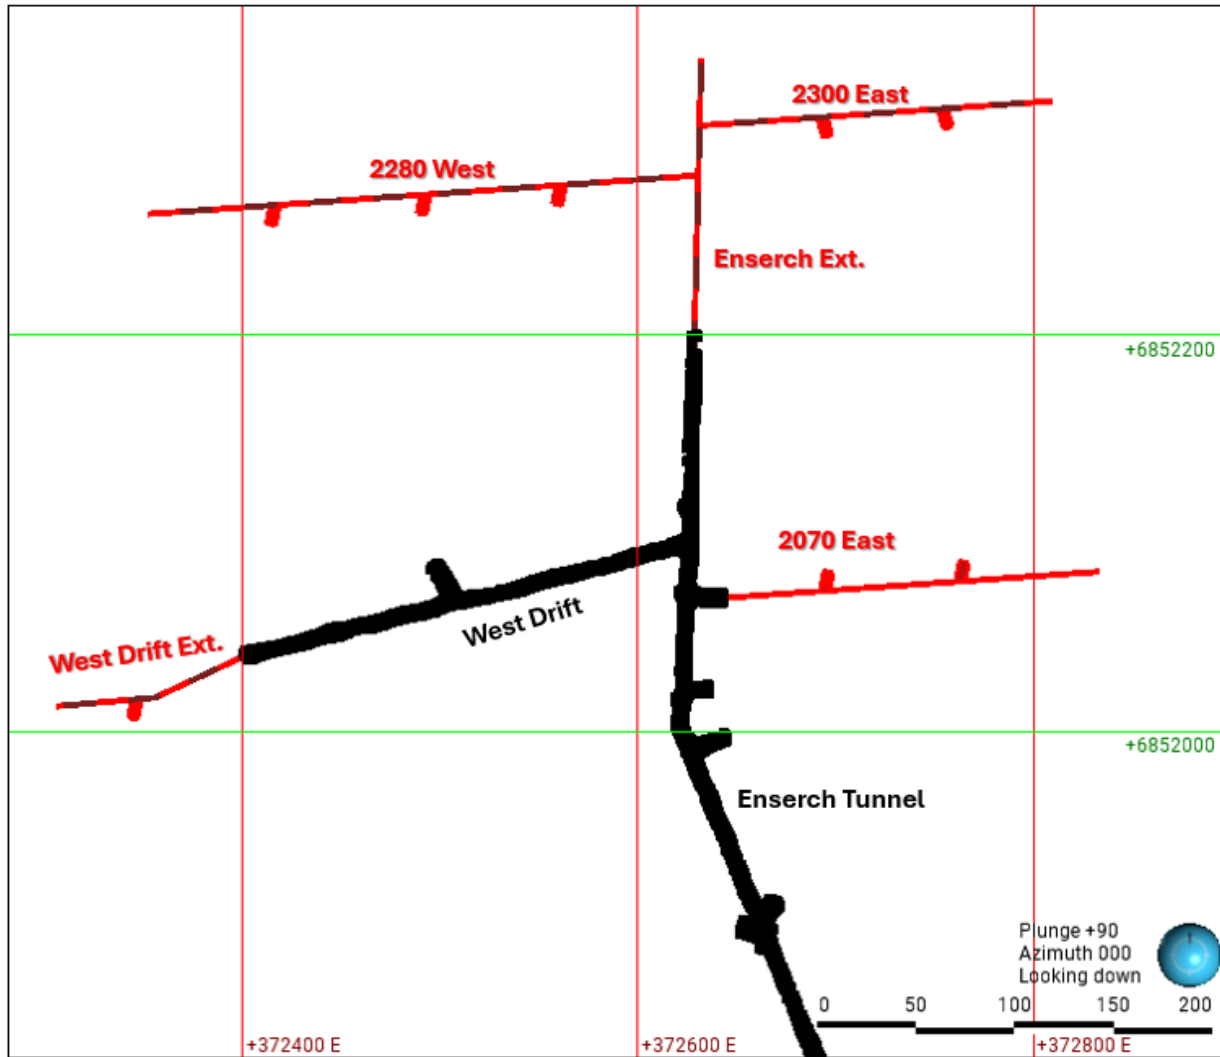 2300 East
2280 West
Enserch Ext.
+6852200
2070 East
West Drift
West Drift Ext.
+6852000
Enserch Tunnel
Plunge +90
Azimuth 000
Looking down
0 50 100 150 200
+372400 E +372600 E +372800 E